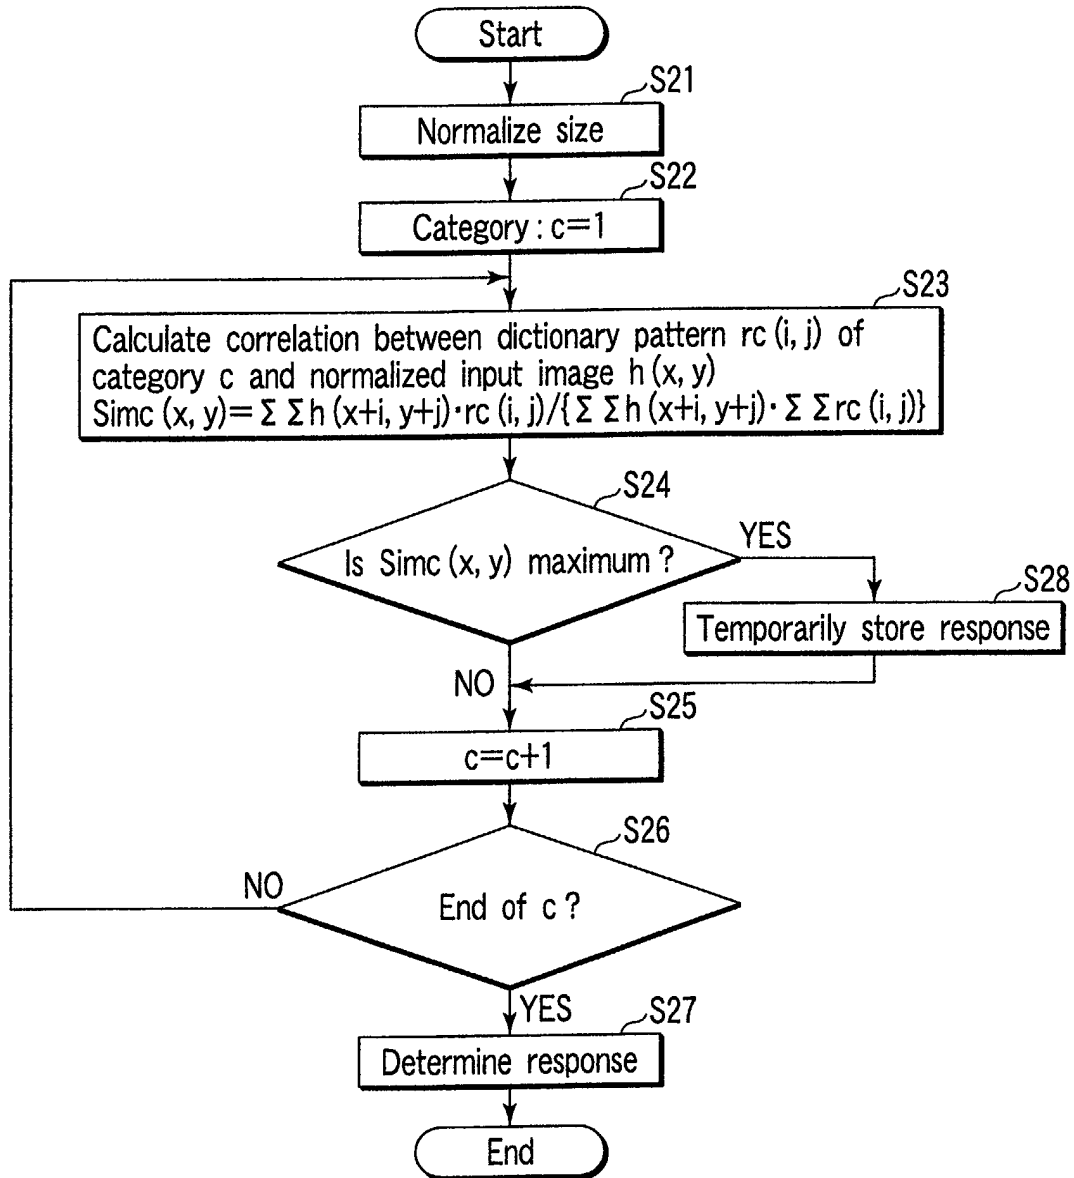 Start
S21
Normalize size
S22
Category : c=1
S23
Calculate correlation between dictionary pattern rc (i, j) of
category c and normalized input image h (x, y)
Simc (x, y)= Σ Σ h (x+i, y+j)·rc (i, j)/{Σ Σ h (x+i, y+j)· Σ Σ rc (i, j)}
S24
Is Simc (x, y) maximum ?
YES
S28
Temporarily store response
NO
S25
c=c+1
S26
NO
End of c ?
YES
S27
Determine response
End